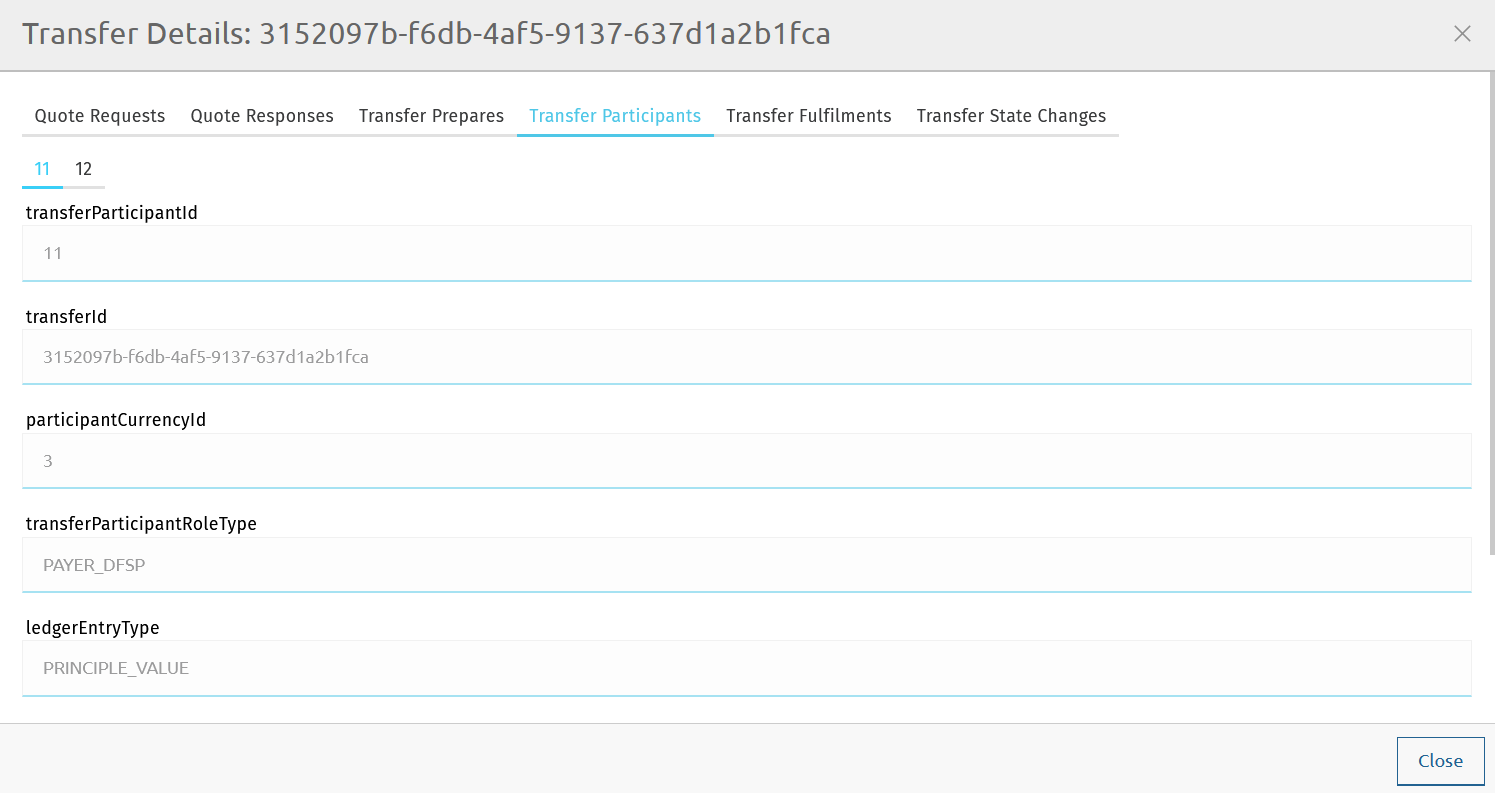 Transfer Details: 3152097b-f6db-4af5-9137-637d1a2b1fca
Quote Requests Quote Responses Transfer Prepares Transfer Participants Transfer Fulfilments Transfer State Changes
11 12
transferParticipantId
11
transferId
3152097b-f6db-4af5-9137-637d1a2b1fca
participantCurrencyId
3
transferParticipantRoleType
PAYER_DFSP
ledgerEntryType
PRINCIPLE_VALUE
Close